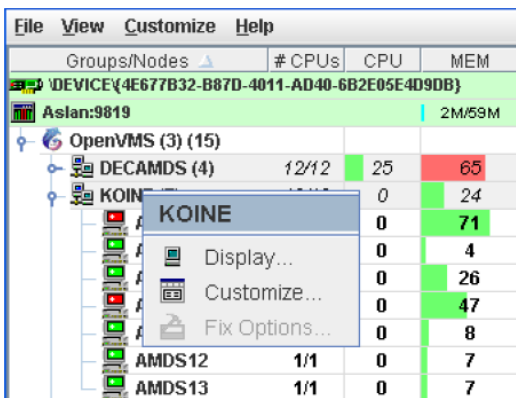 File View Customize Help
Groups/Nodes # CPUs CPU MEM
\DEVICE\{4E677B32-B87D-4011-AD40-6B2E05E4D9DB}
Aslan:9819 2M/59M
OpenVMS (3) (15)
DECAMDS (4) 12/12 25 65
KOINE 0 24
KOINE
0 71
Display...
0 4
0 26
Customize...
0 47
Fix Options...
0 8
AMDS12 1/1 0 7
AMDS13 1/1 0 7